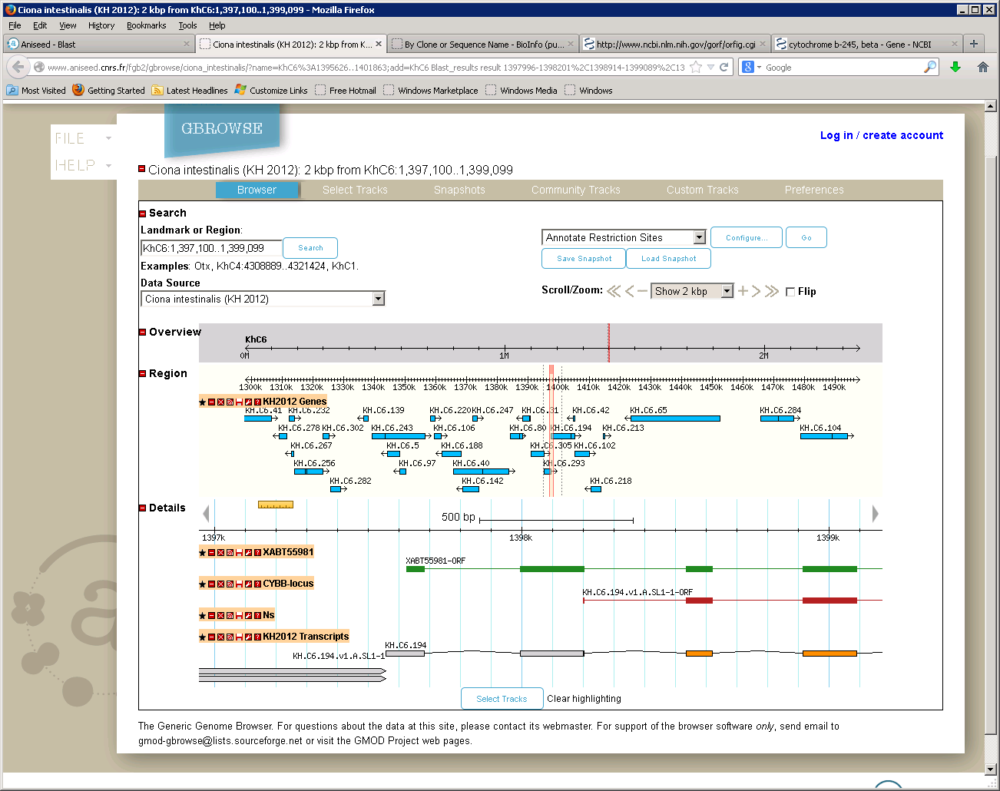 Ciona intestinalis (KH 2012): 2 kbp from KhC6:1,397,100..1,399,099 - Mozilla Firefox
File Edit View History Bookmarks Tools Help
Aniseed - Blast
Ciona intestinalis (KH 2012): 2 kbp from K...
By Clone or Sequence Name - BioInfo (pu...
http://www.ncbi.nlm.nih.gov/gorf/orfig.cgi
cytochrome b-245, beta - Gene - NCBI
www.aniseed.cnrs.fr/fgb2/gbrowse/ciona_intestinalis/?name=KhC6%3A1395626..1401863;add=KhC6 Blast_results result 1397996-1398201%2C1398914-1399089%2C13
Google
Most Visited Getting Started Latest Headlines Customize Links Free Hotmail Windows Marketplace Windows Media Windows
GBROWSE
FILE
HELP
Log in / create account
Ciona intestinalis (KH 2012): 2 kbp from KhC6:1,397,100..1,399,099
Browser Select Tracks Snapshots Community Tracks Custom Tracks Preferences
Search
Landmark or Region:
KhC6:1,397,100..1,399,099 Search
Examples: Otx, KhC4:4308889..4321424, KhC1.
Data Source
Ciona intestinalis (KH 2012)
Annotate Restriction Sites Configure... Go
Save Snapshot Load Snapshot
Scroll/Zoom: Show 2 kbp Flip
Overview
KhC6
0M 1M 2M
Region
1300k 1310k 1320k 1330k 1340k 1350k 1360k 1370k 1380k 1390k 1400k 1410k 1420k 1430k 1440k 1450k 1460k 1470k 1480k 1490k
KH2012 Genes
KH.C6.41 KH.C6.232 KH.C6.139 KH.C6.220 KH.C6.247 KH.C6.31 KH.C6.42 KH.C6.65 KH.C6.284
KH.C6.278 KH.C6.302 KH.C6.243 KH.C6.106 KH.C6.80 KH.C6.194 KH.C6.213 KH.C6.104
KH.C6.267 KH.C6.5 KH.C6.188 KH.C6.305 KH.C6.102
KH.C6.256 KH.C6.97 KH.C6.40 KH.C6.293
KH.C6.282 KH.C6.142 KH.C6.218
Details
500 bp
1397k 1398k 1399k
XABT55981
XABT55981-ORF
CYBB-locus
KH.C6.194.v1.A.SL1-1-ORF
Ns
KH2012 Transcripts
KH.C6.194
KH.C6.194.v1.A.SL1-1
Select Tracks Clear highlighting
The Generic Genome Browser. For questions about the data at this site, please contact its webmaster. For support of the browser software only, send email to
gmod-gbrowse@lists.sourceforge.net or visit the GMOD Project web pages.